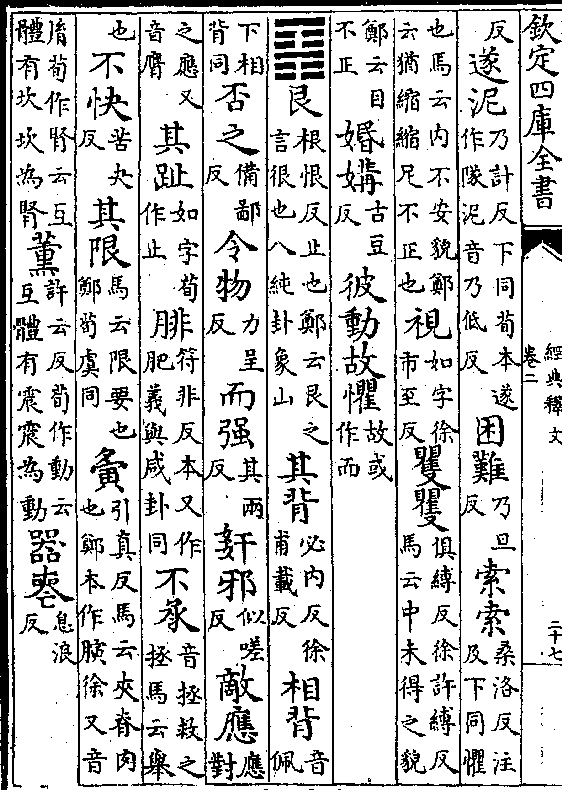 欽定四庫全書
經典釋文
卷二
二十七
反遂泥乃計反下同荀本遂作隊泥音乃低反困難乃旦反索索桑洛反注及下同懼
也馬云内不安貌鄭云猶縮縮足不正也視如字徐市至反矍矍俱縛反徐許縛反馬云中未得之貌
鄭云目不正婚媾古豆反彼動故懼故或作而
䷳艮根恨反止也鄭云艮之言很也八純卦象山其背必内反徐甫載反相背音佩
下相背同否之備鄙反令物力呈反而强其兩反姧邪似嗟反敵應應對
之應又音膺其趾如字荀作止腓符非反本又作肥義與咸卦同不承音拯救之拯馬云舉
也不快苦夬反其限馬云限要也鄭荀虞同夤引真反馬云夾脊肉也鄭本作䏰徐又音
胤荀作腎云互體有坎坎為腎薰許云反荀作動云互體有震震為動器喪息浪反